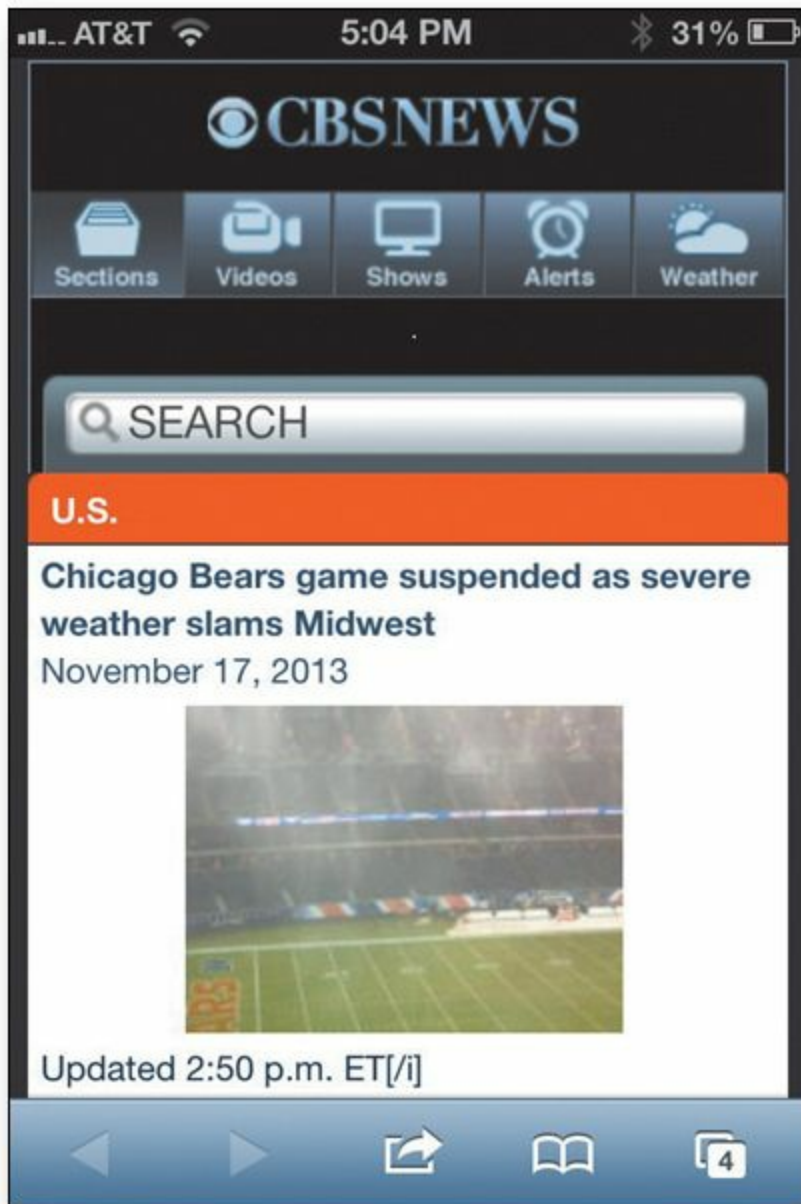 AT&T 5:04 PM 31%
CBSNEWS
Sections Videos Shows Alerts Weather
SEARCH
U.S.
Chicago Bears game suspended as severe
weather slams Midwest
November 17, 2013
ARS
Updated 2:50 p.m. ET[/i]
4